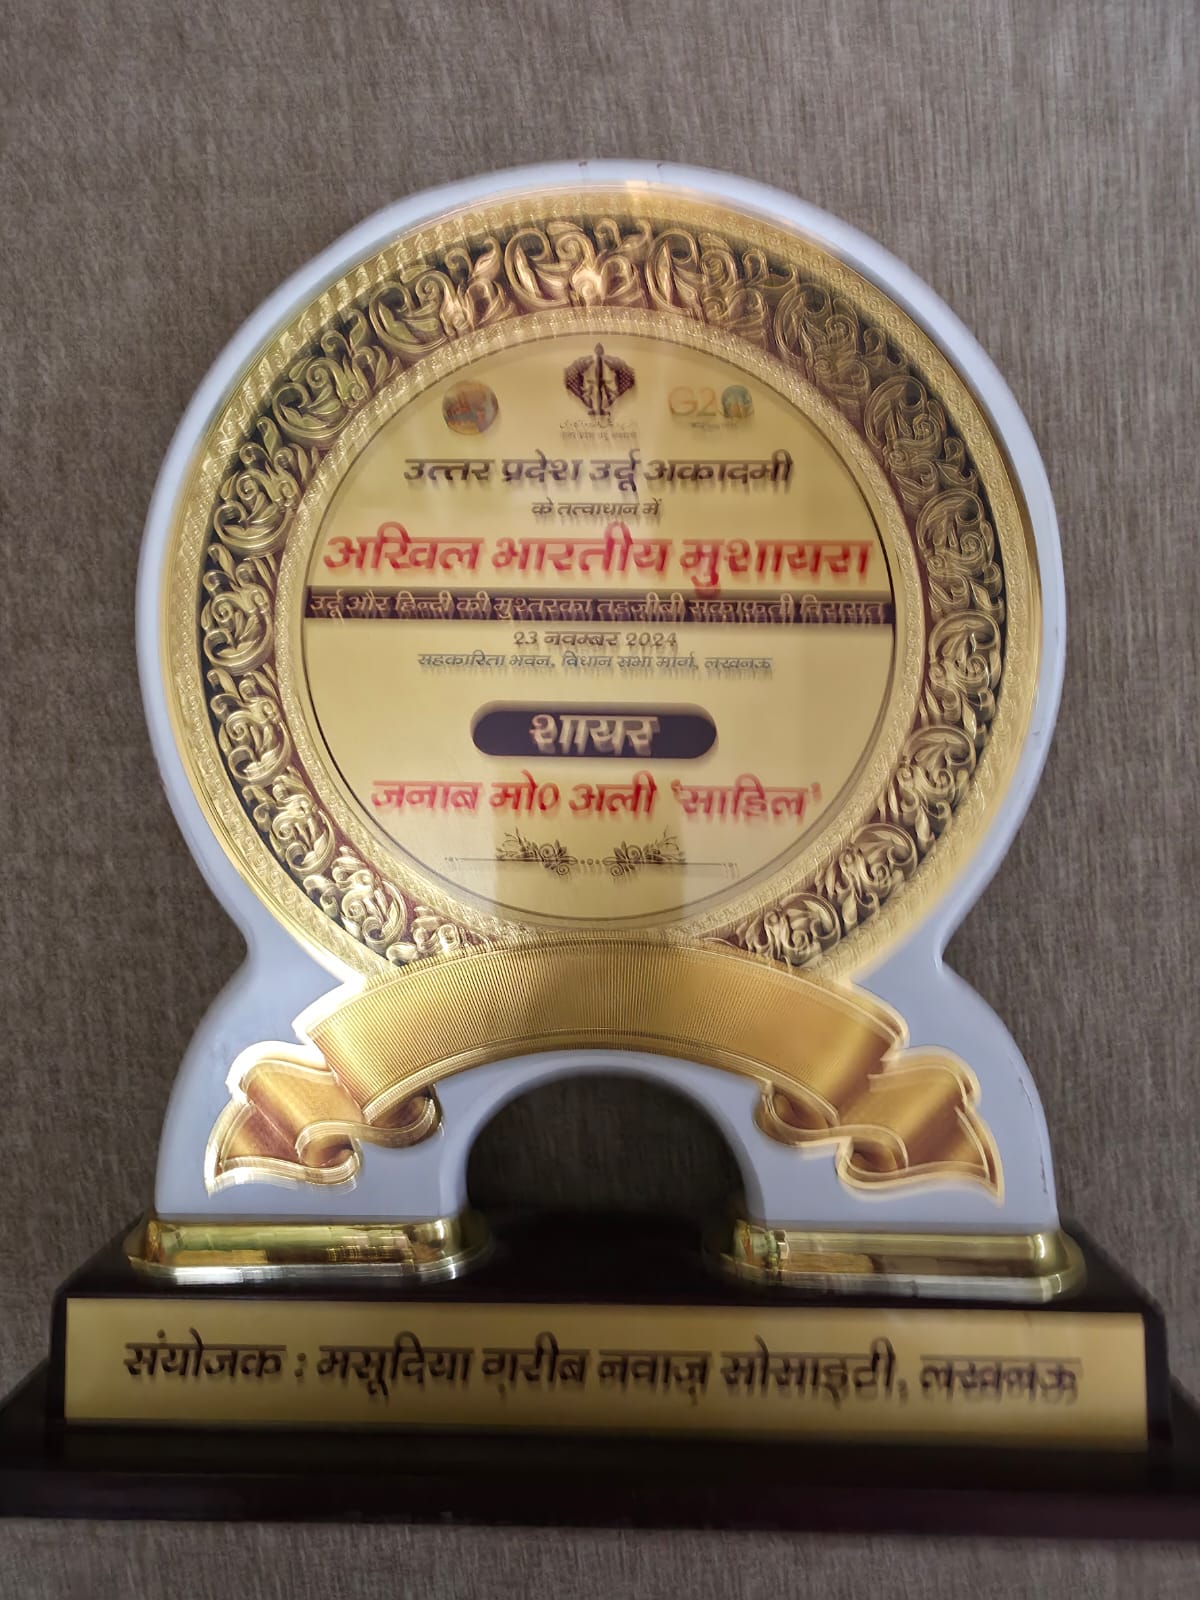 G20
उत्तर प्रदेश उर्दू अकादमी
के तत्वाधान में
अखिल भारतीय मुशायरा
उर्दू और हिन्दी की मुश्तरका तहज़ीबी सक़ाफ़ती विरासत
23 नवम्बर 2024
सहकारिता भवन, विधान सभा मार्ग, लखनऊ
शायर
जनाब मो0 अली 'साहिल'
संयोजक : मसूदिया ग़रीब नवाज़ सोसाइटी, लखनऊ